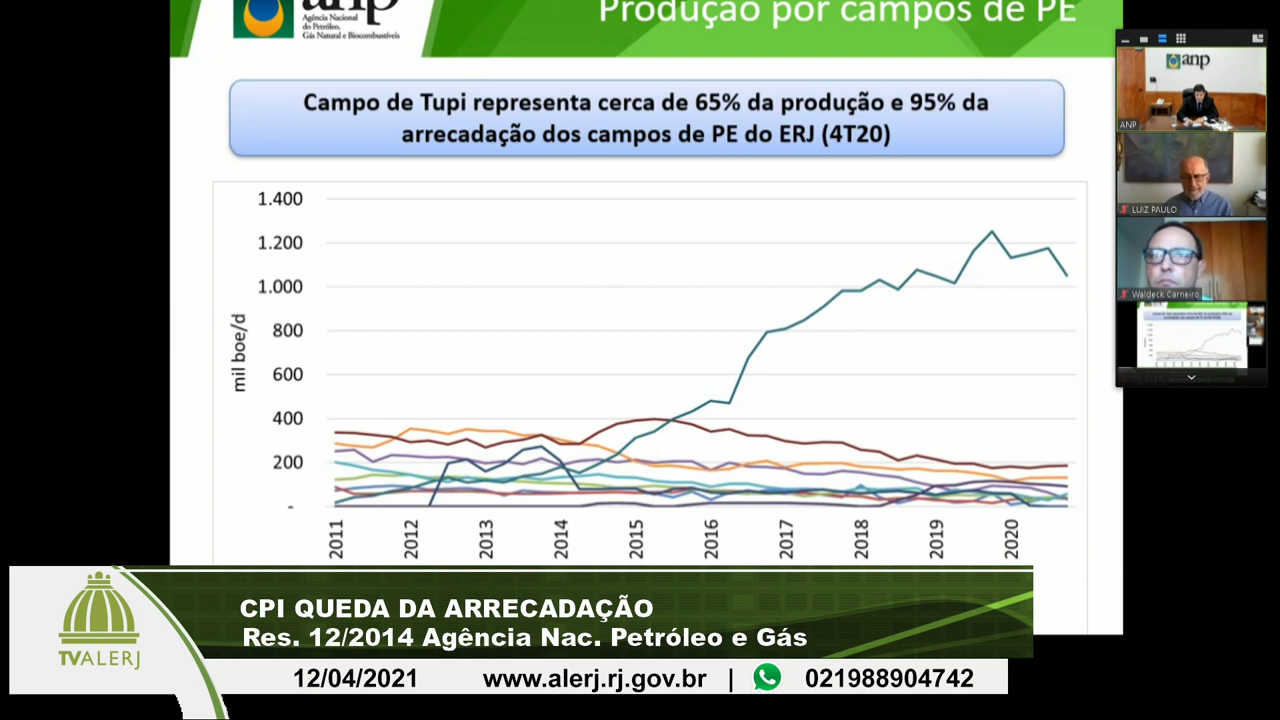 anp
Agência Nacional
do Petróleo,
Gás Natural e Biocombustíveis
Produção por campos de PE
Campo de Tupi representa cerca de 65% da produção e 95% da
arrecadação dos campos de PE do ERJ (4T20)
mil boe/d
1.400
1.200
1.000
800
600
400
200
-
2011
2012
2013
2014
2015
2016
2017
2018
2019
2020
anp
ANP
LUIZ PAULO
Waldeck Carneiro
TVALERJ
CPI QUEDA DA ARRECADAÇÃO
Res. 12/2014 Agência Nac. Petróleo e Gás
12/04/2021 www.alerj.rj.gov.br | 021988904742